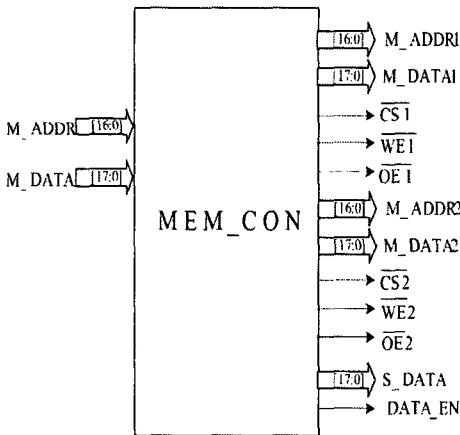 [16:0] M_ADDR1
[17:0] M_DATA1
CS1
M_ADDR [16:0]
WE1
M_DATA [17:0]
OE1
[16:0] M_ADDR2
MEM_CON
[17:0] M_DATA2
CS2
WE2
OE2
[17:0] S_DATA
DATA_EN